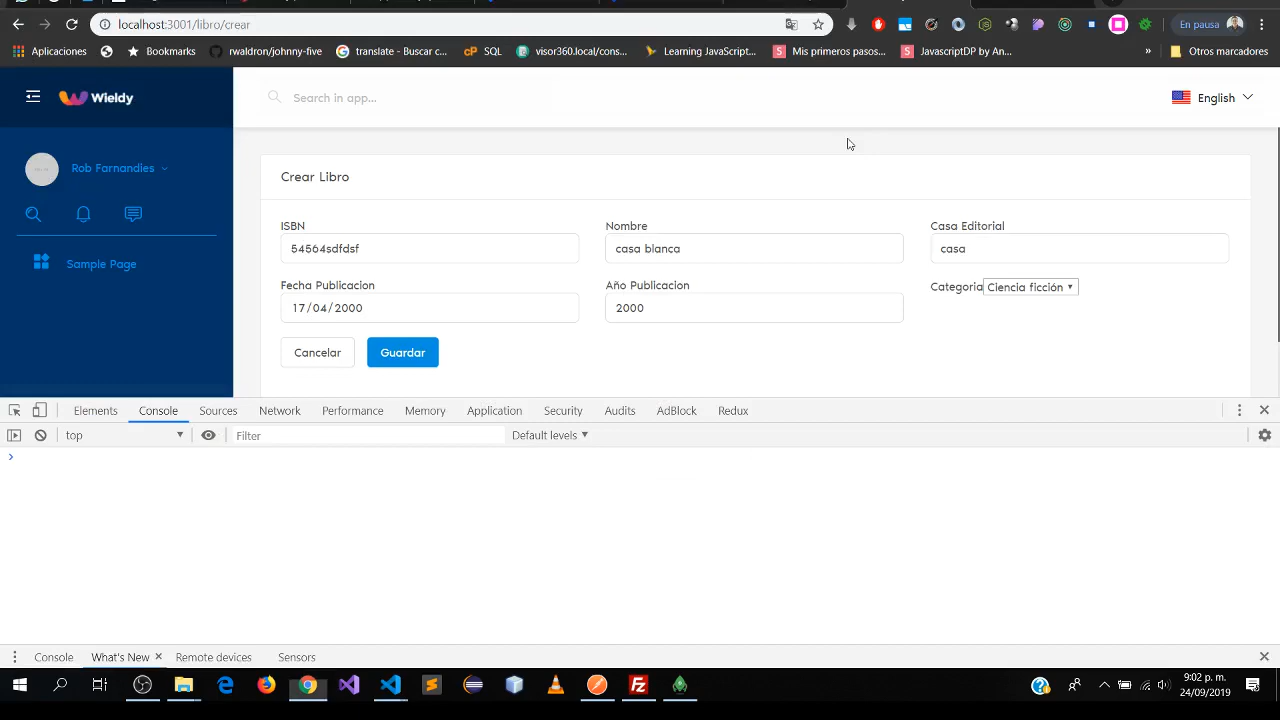 localhost:3001/libro/crear
En pausa
Aplicaciones
Bookmarks
rwaldron/johnny-five
translate - Buscar c...
SQL
visor360.local/cons...
Learning JavaScript...
Mis primeros pasos...
JavascriptDP by An...
»
Otros marcadores
Wieldy
Search in app...
English
Rob Farnandies
Sample Page
Crear Libro
ISBN
Nombre
Casa Editorial
54564sdfdsf
casa blanca
casa
Fecha Publicacion
Año Publicacion
Categoria Ciencia ficción
17/04/2000
2000
Cancelar
Guardar
Elements
Console
Sources
Network
Performance
Memory
Application
Security
Audits
AdBlock
Redux
top
Filter
Default levels
Console
What's New
Remote devices
Sensors
9:02 p. m.
24/09/2019